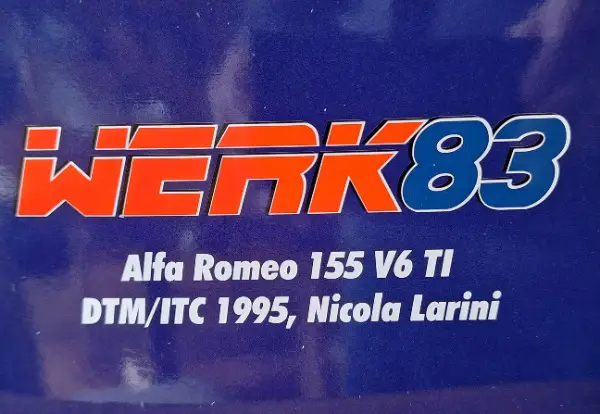 WERK83
Alfa Romeo 155 V6 TI
DTM/ITC 1995, Nicola Larini